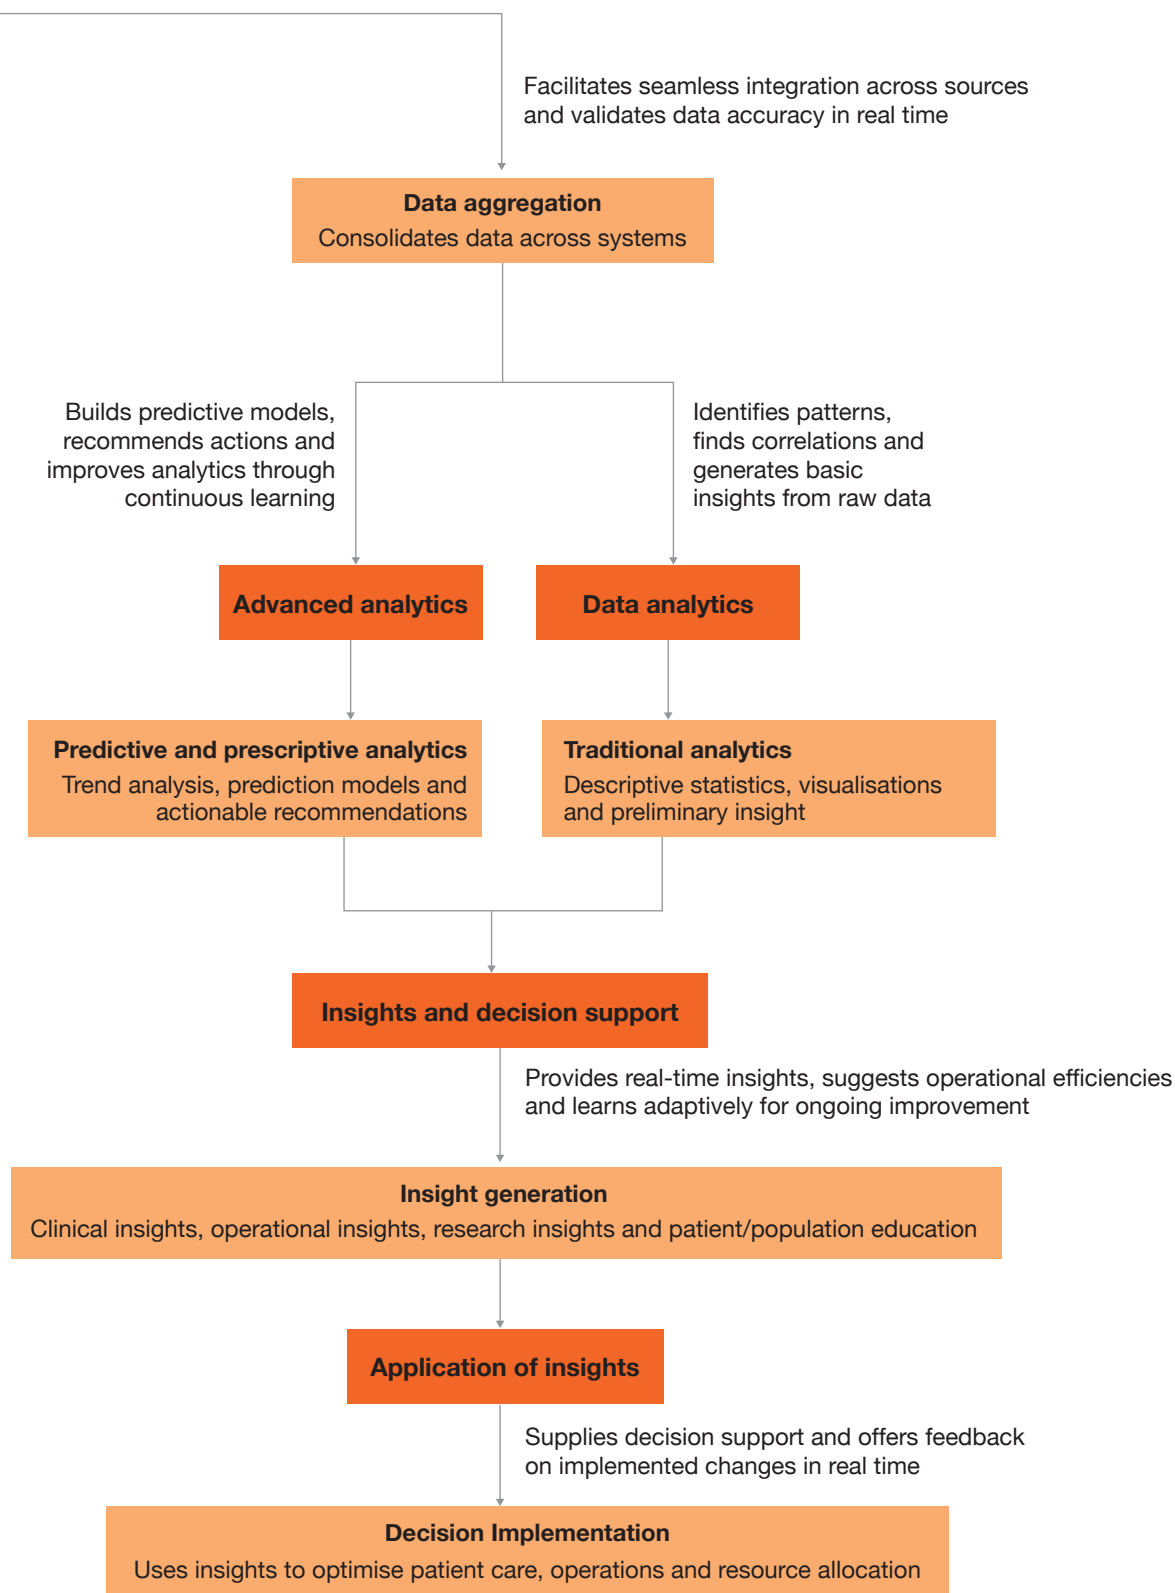 Facilitates seamless integration across sources
and validates data accuracy in real time
Data aggregation
Consolidates data across systems
Builds predictive models,
recommends actions and
improves analytics through
continuous learning
Identifies patterns,
finds correlations and
generates basic
insights from raw data
Advanced analytics
Data analytics
Predictive and prescriptive analytics
Trend analysis, prediction models and
actionable recommendations
Traditional analytics
Descriptive statistics, visualisations
and preliminary insight
Insights and decision support
Provides real-time insights, suggests operational efficiencies
and learns adaptively for ongoing improvement
Insight generation
Clinical insights, operational insights, research insights and patient/population education
Application of insights
Supplies decision support and offers feedback
on implemented changes in real time
Decision Implementation
Uses insights to optimise patient care, operations and resource allocation